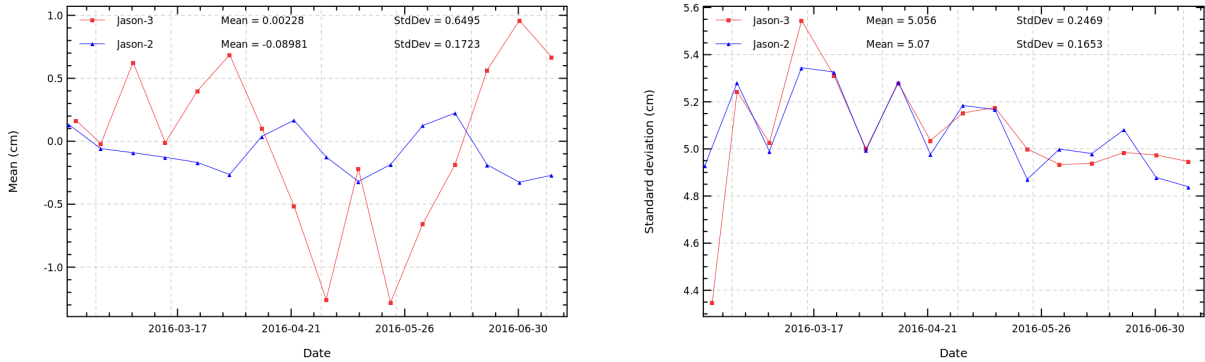 Jason-3 Mean = 0.00228 StdDev = 0.6495
Jason-2 Mean = -0.08981 StdDev = 0.1723
1.0
0.5
0.0
-0.5
-1.0
Mean (cm)
2016-03-17 2016-04-21 2016-05-26 2016-06-30
Date
Jason-3 Mean = 5.056 StdDev = 0.2469
Jason-2 Mean = 5.07 StdDev = 0.1653
5.6
5.4
5.2
5.0
4.8
4.6
4.4
Standard deviation (cm)
2016-03-17 2016-04-21 2016-05-26 2016-06-30
Date